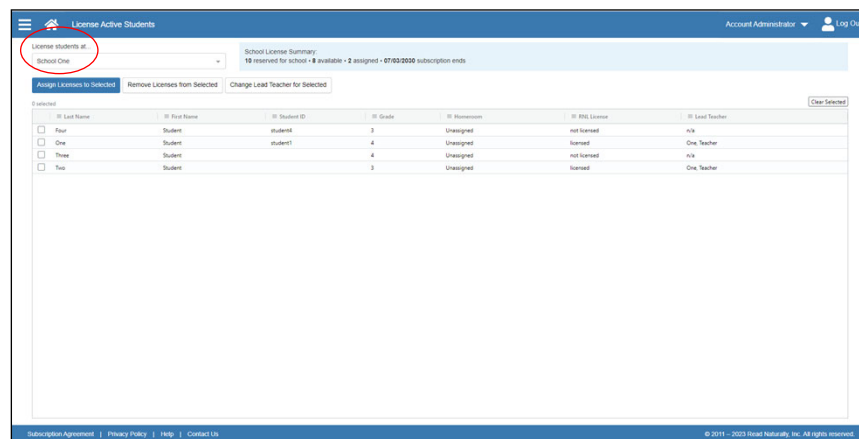 License Active Students
Account Administrator
Log Ou
License students at...
School One
School License Summary:
10 reserved for school • 8 available • 2 assigned • 07/03/2030 subscription ends
Assign Licenses to Selected
Remove Licenses from Selected
Change Lead Teacher for Selected
0 selected
Clear Selected
Last Name First Name Student ID Grade Homeroom RNL License Lead Teacher
Four Student student4 3 Unassigned not licensed n/a
One Student student1 4 Unassigned licensed One, Teacher
Three Student 4 Unassigned not licensed n/a
Two Student 3 Unassigned licensed One, Teacher
Subscription Agreement | Privacy Policy | Help | Contact Us
© 2011 – 2023 Read Naturally, Inc. All rights reserved.